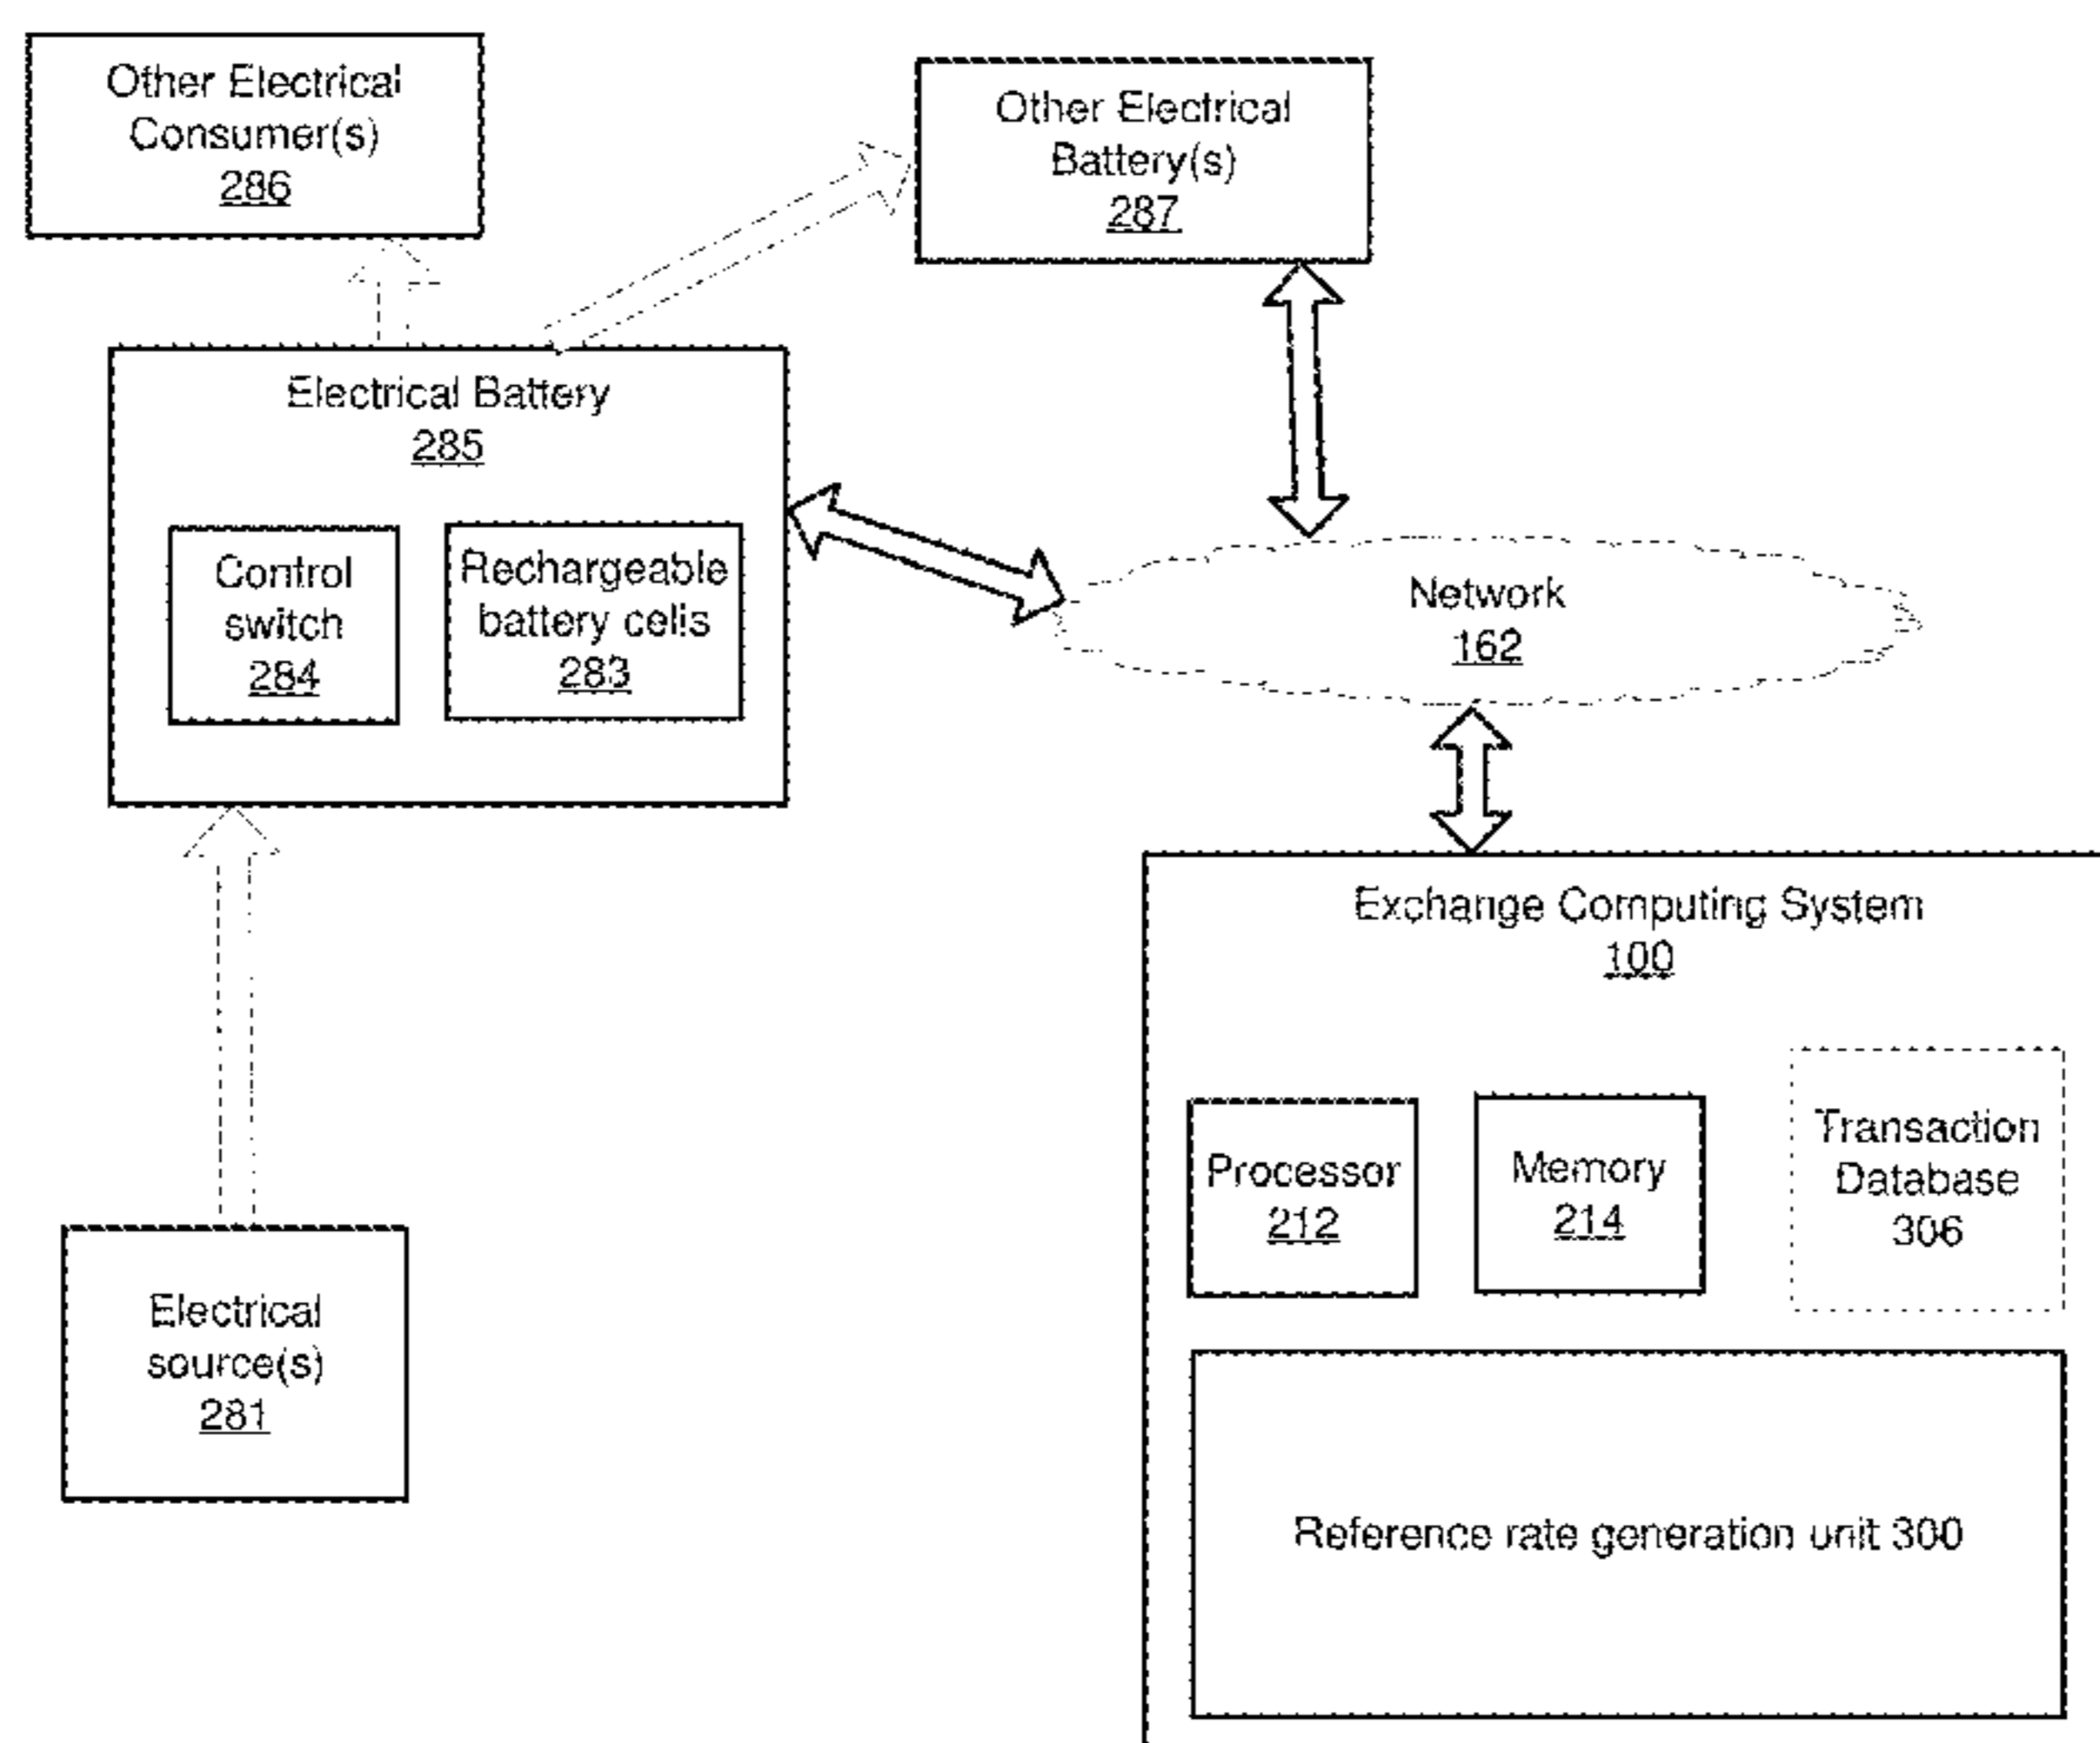 Other Electrical
Consumer(s)
286
Other Electrical
Battery(s)
287
Electrical Battery
285
Control
switch
284
Rechargeable
battery cells
283
Network
162
Exchange Computing System
100
Processor
212
Memory
214
Transaction
Database
306
Electrical
source(s)
281
Reference rate generation unit 300